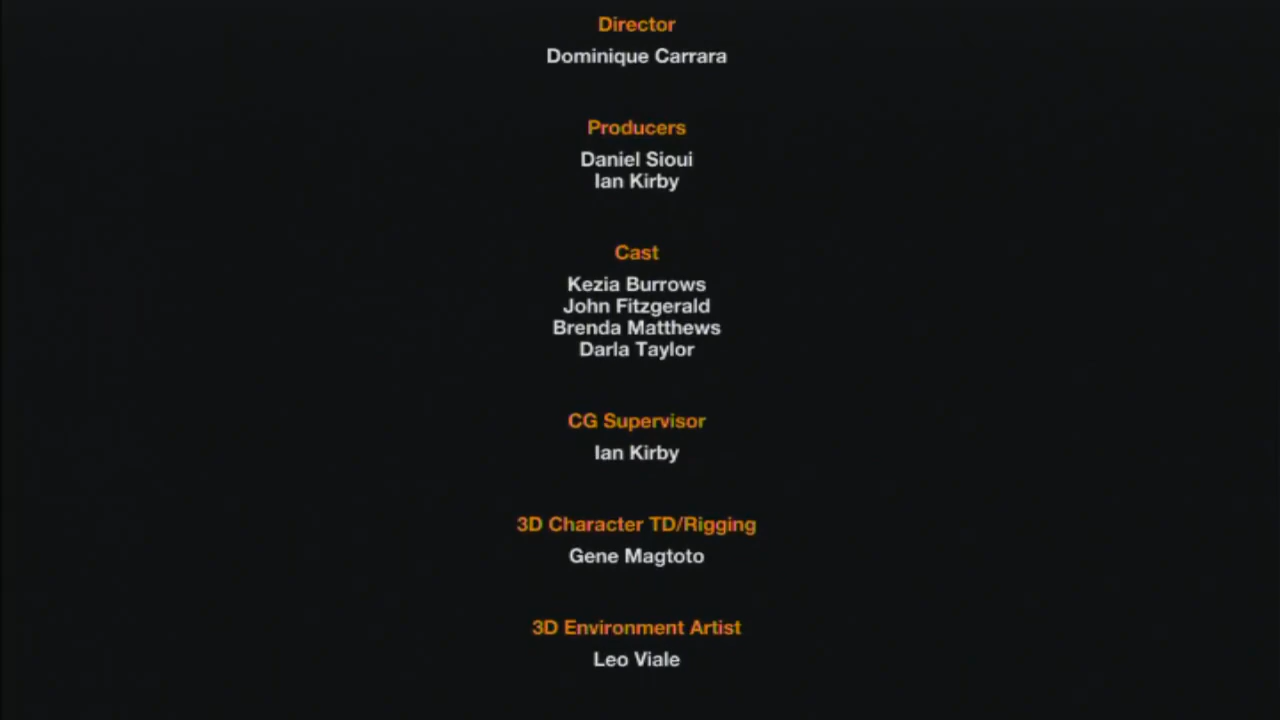 Director
Dominique Carrara
Producers
Daniel Sioui
Ian Kirby
Cast
Kezia Burrows
John Fitzgerald
Brenda Matthews
Darla Taylor
CG Supervisor
Ian Kirby
3D Character TD/Rigging
Gene Magtoto
3D Environment Artist
Leo Viale